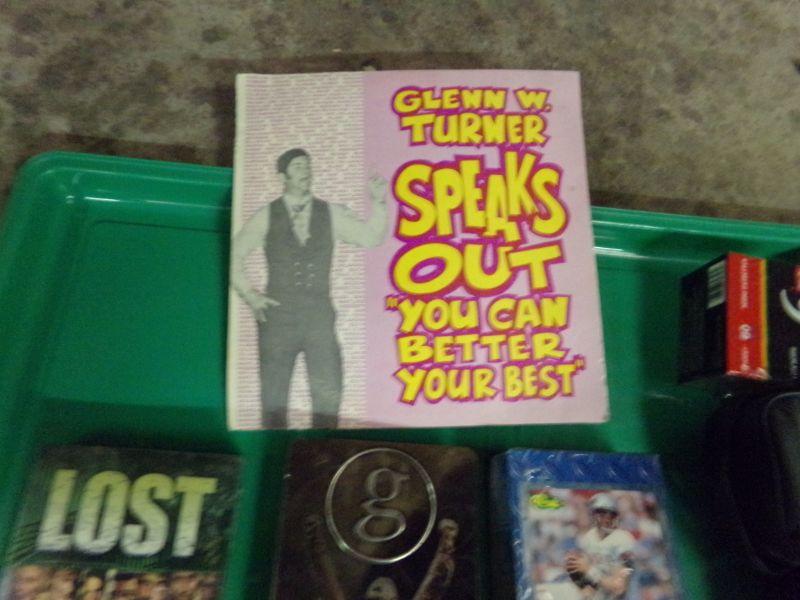 GLENN W.
TURNER
SPEAKS
OUT
"YOU CAN
BETTER
YOUR BEST"
LOST
g